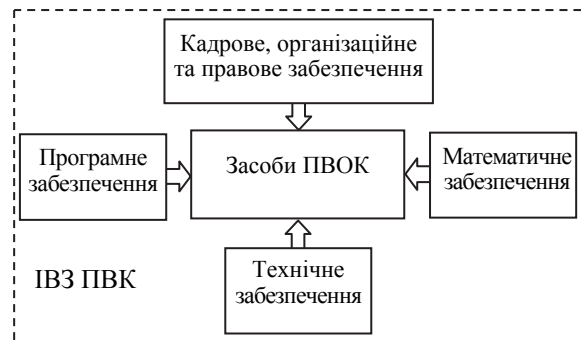 Кадрове, організаційне
та правове забезпечення
Програмне
забезпечення
Засоби ПВОК
Математичне
забезпечення
ІВЗ ПВК
Технічне
забезпечення